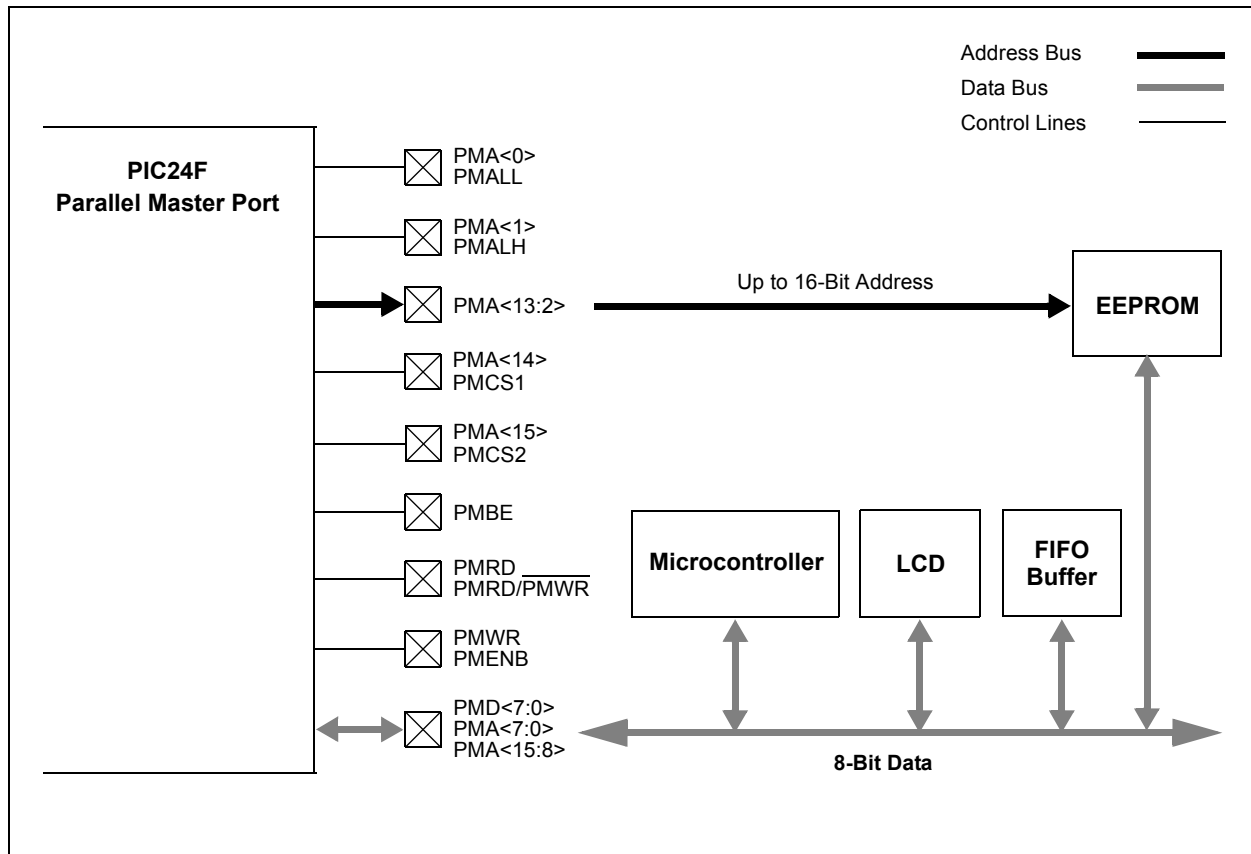 Address Bus
Data Bus
Control Lines
PIC24F
Parallel Master Port
PMA<0>
PMALL
PMA<1>
PMALH
PMA<13:2>
Up to 16-Bit Address
EEPROM
PMA<14>
PMCS1
PMA<15>
PMCS2
PMBE
Microcontroller
LCD
FIFO
Buffer
PMRD
PMRD/P̅M̅W̅R̅
PMWR
PMENB
PMD<7:0>
PMA<7:0>
PMA<15:8>
8-Bit Data